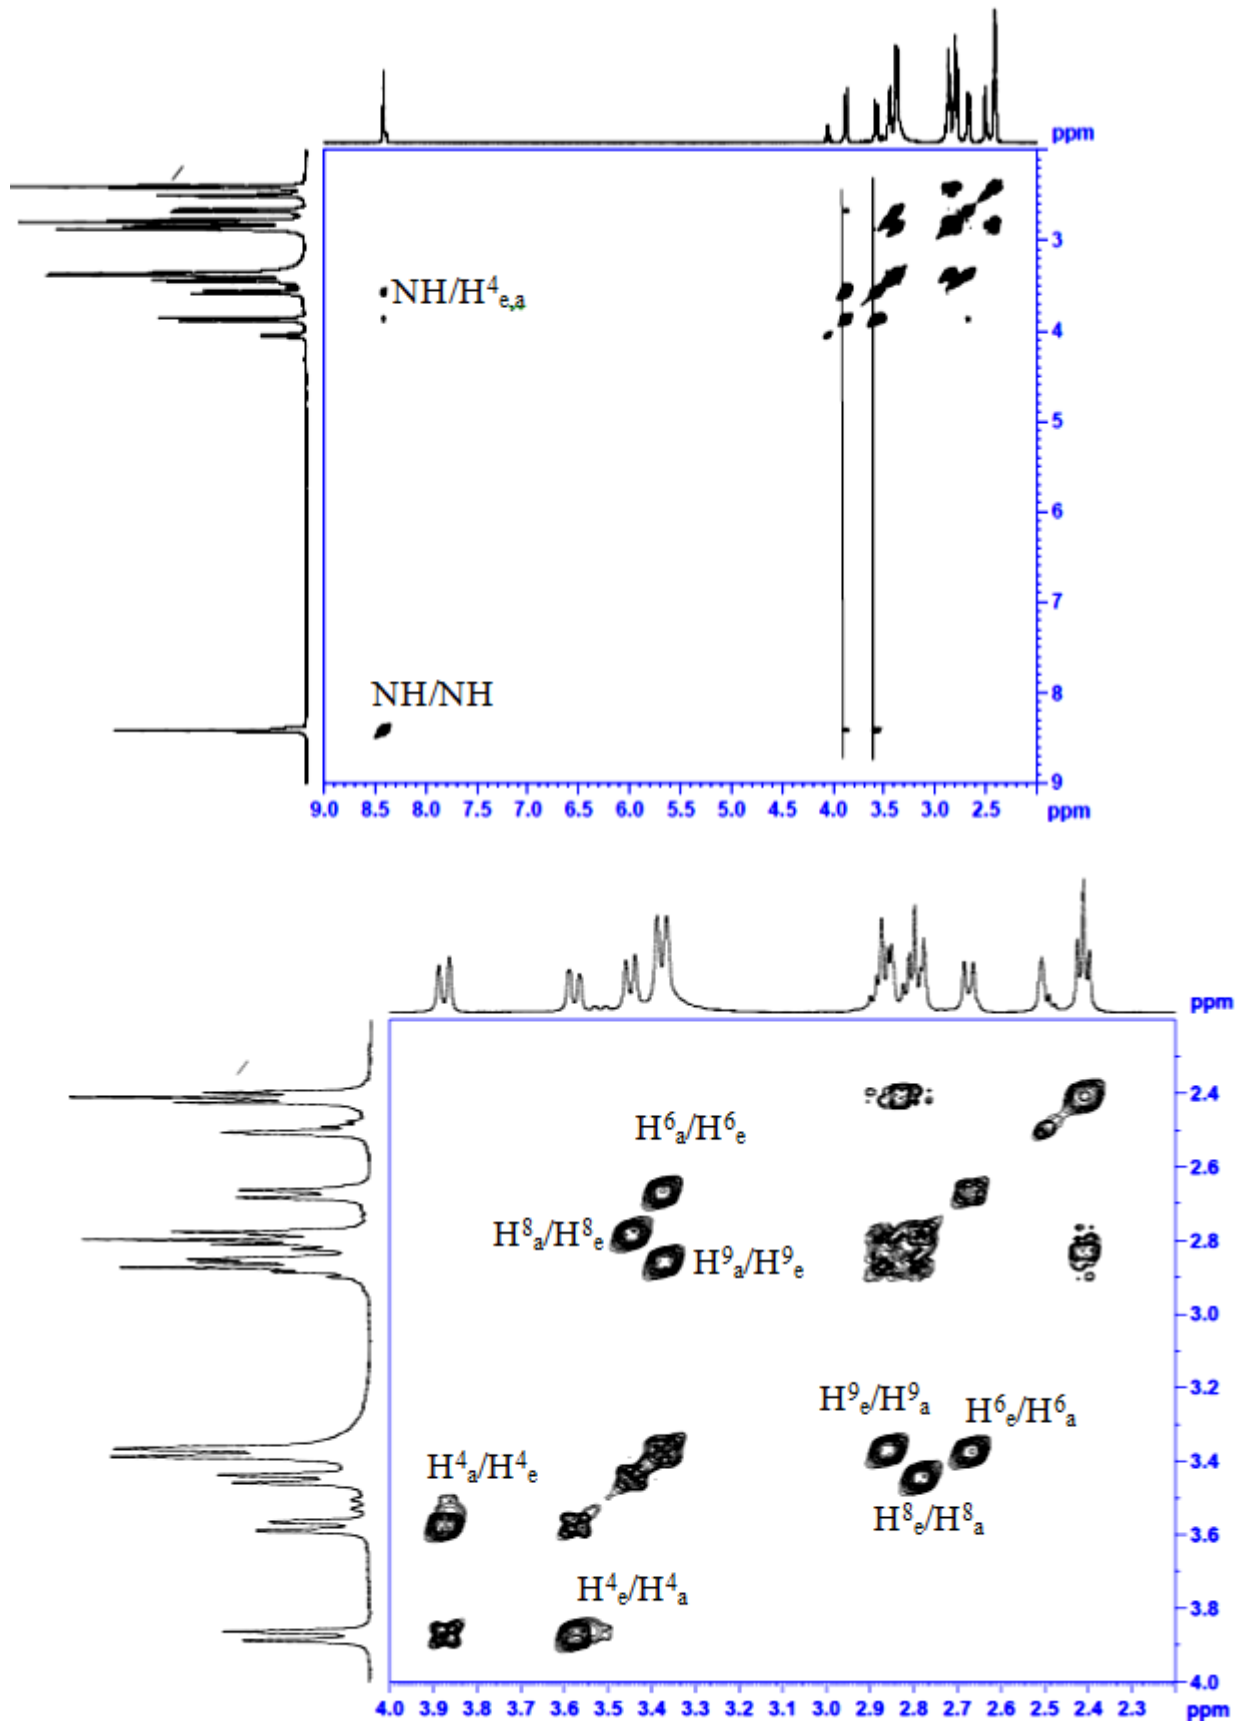 ppm
3
NH/H⁴e,a
4
5
6
7
NH/NH
8
9
9.0 8.5 8.0 7.5 7.0 6.5 6.0 5.5 5.0 4.5 4.0 3.5 3.0 2.5 ppm
ppm
2.4
H⁶a/H⁶e
2.6
H⁸a/H⁸e
2.8
H⁹a/H⁹e
3.0
3.2
H⁹e/H⁹a
H⁶e/H⁶a
3.4
H⁴a/H⁴e
H⁸e/H⁸a
3.6
H⁴e/H⁴a
3.8
4.0
4.0 3.9 3.8 3.7 3.6 3.5 3.4 3.3 3.2 3.1 3.0 2.9 2.8 2.7 2.6 2.5 2.4 2.3 ppm